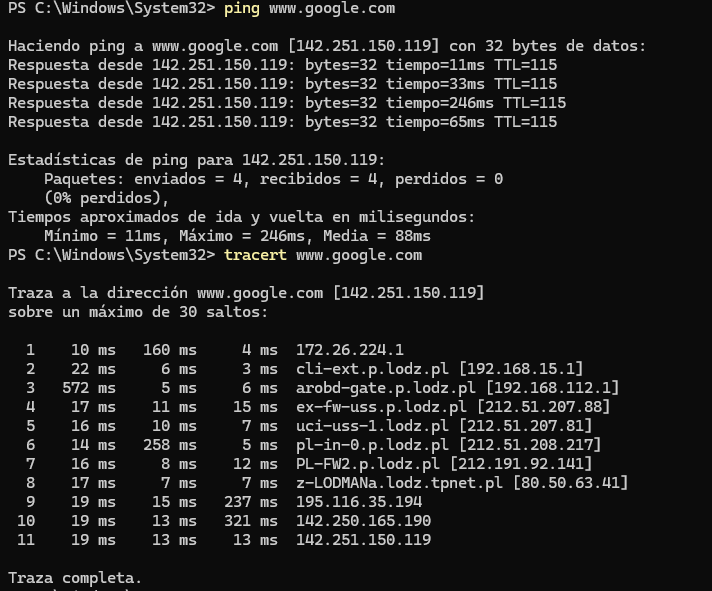 PS C:\Windows\System32> ping www.google.com
Haciendo ping a www.google.com [142.251.150.119] con 32 bytes de datos:
Respuesta desde 142.251.150.119: bytes=32 tiempo=11ms TTL=115
Respuesta desde 142.251.150.119: bytes=32 tiempo=33ms TTL=115
Respuesta desde 142.251.150.119: bytes=32 tiempo=246ms TTL=115
Respuesta desde 142.251.150.119: bytes=32 tiempo=65ms TTL=115
Estadísticas de ping para 142.251.150.119:
Paquetes: enviados = 4, recibidos = 4, perdidos = 0
(0% perdidos),
Tiempos aproximados de ida y vuelta en milisegundos:
Mínimo = 11ms, Máximo = 246ms, Media = 88ms
PS C:\Windows\System32> tracert www.google.com
Traza a la dirección www.google.com [142.251.150.119]
sobre un máximo de 30 saltos:
1 10 ms 160 ms 4 ms 172.26.224.1
2 22 ms 6 ms 3 ms cli-ext.p.lodz.pl [192.168.15.1]
3 572 ms 5 ms 6 ms arobd-gate.p.lodz.pl [192.168.112.1]
4 17 ms 11 ms 15 ms ex-fw-uss.p.lodz.pl [212.51.207.88]
5 16 ms 10 ms 7 ms uci-uss-1.lodz.pl [212.51.207.81]
6 14 ms 258 ms 5 ms pl-in-0.p.lodz.pl [212.51.208.217]
7 16 ms 8 ms 12 ms PL-FW2.p.lodz.pl [212.191.92.141]
8 17 ms 7 ms 7 ms z-LODMANa.lodz.tpnet.pl [80.50.63.41]
9 19 ms 15 ms 237 ms 195.116.35.194
10 19 ms 13 ms 321 ms 142.250.165.190
11 19 ms 13 ms 13 ms 142.251.150.119
Traza completa.